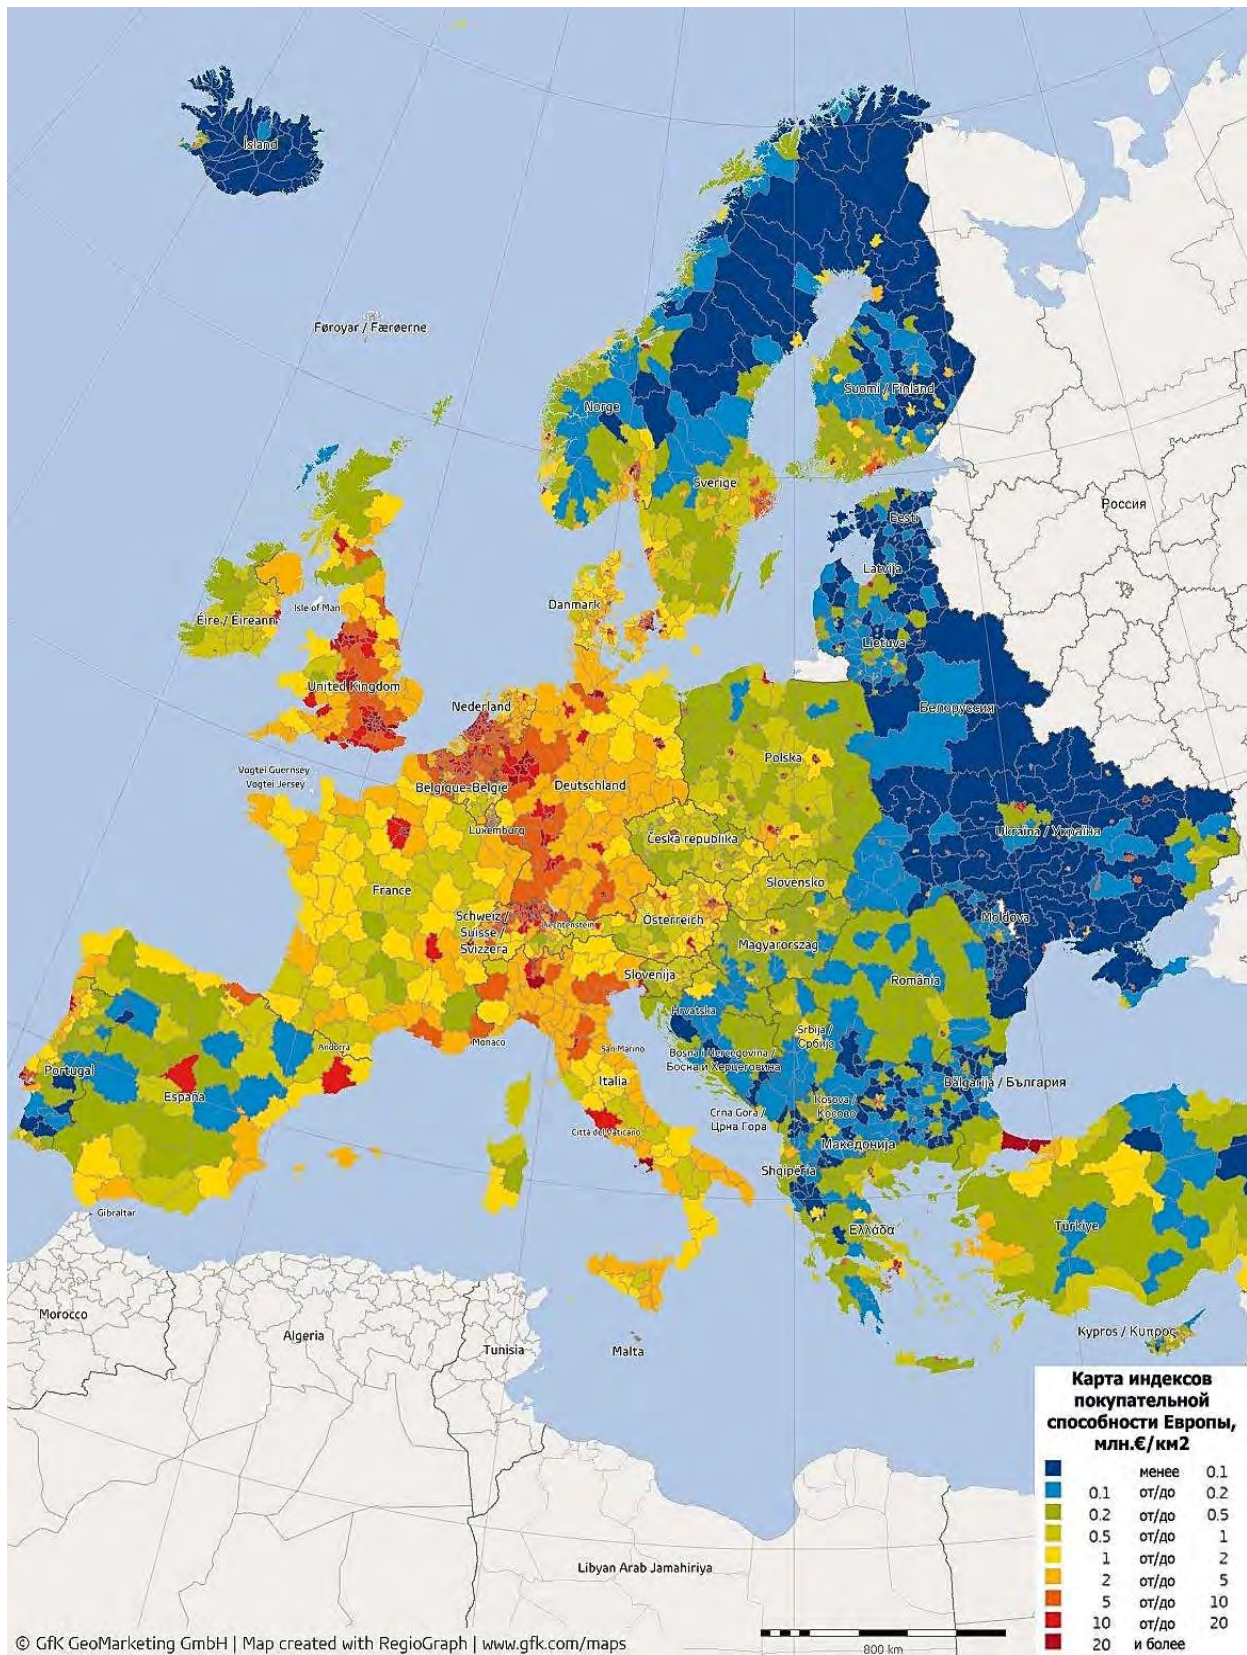 Ísland
Føroyar / Færøerne
Norge
Suomi / Finland
Sverige
Россия
Eesti
Latvija
Lietuva
Danmark
Isle of Man
Éire / Éireann
United Kingdom
Nederland
Белоруссия
Polska
Vogtei Guernsey
Vogtei Jersey
Belgique-België
Deutschland
Luxemburg
Česka republika
Ukraina / Україна
France
Slovensko
Schweiz /
Suisse /
Svizzera
Liechtenstein
Österreich
Moldova
Magyarország
Slovenija
România
Hrvatska
Srbija /
Србија
Monaco
San Marino
Andorra
Bosna i Hercegovina /
Босна и Херцеговина
Portugal
España
Italia
Bălgarija / България
Kosova /
Косово
Crna Gora /
Црна Гора
Città del Vaticano
Македонија
Shqipëria
Gibraltar
Ελλάδα
Türkiye
Morocco
Algeria
Tunisia
Malta
Kypros / Κυπρος
Libyan Arab Jamahiriya
Карта индексов
покупательной
способности Европы,
млн.€/км2
менее 0.1
0.1 от/до 0.2
0.2 от/до 0.5
0.5 от/до 1
1 от/до 2
2 от/до 5
5 от/до 10
10 от/до 20
20 и более
© GfK GeoMarketing GmbH | Map created with RegioGraph | www.gfk.com/maps
800 km